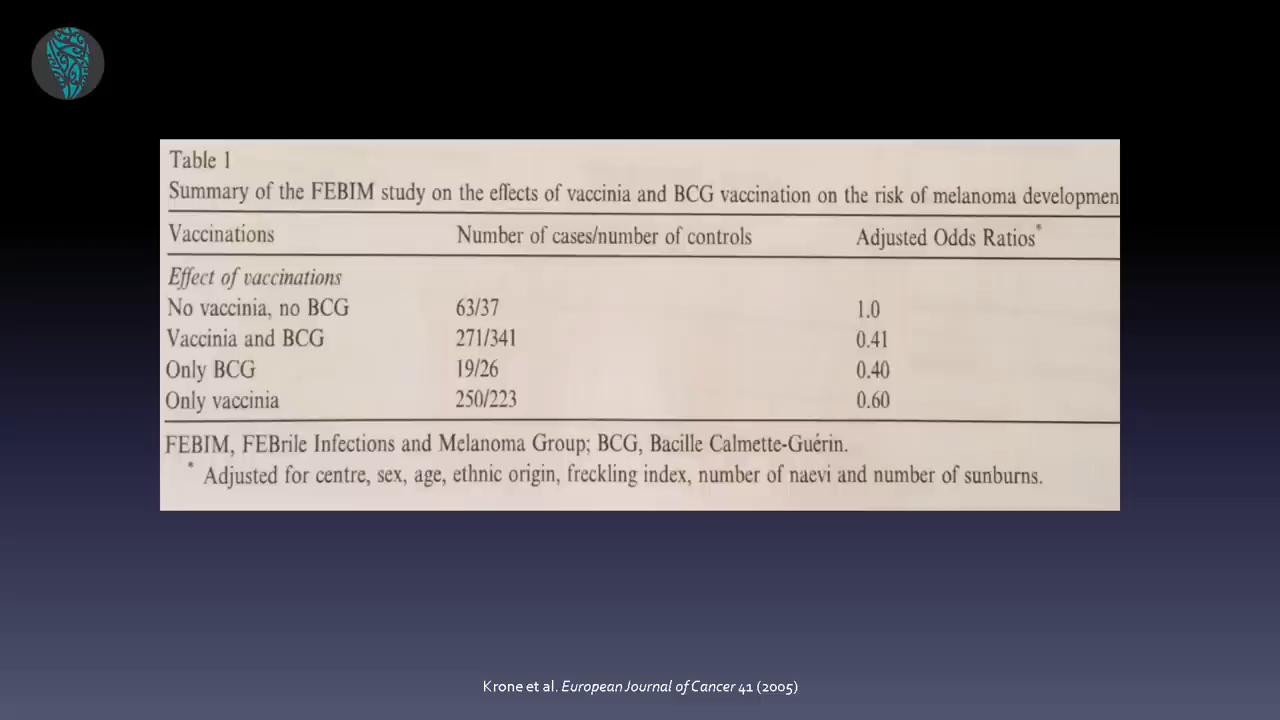 Table 1
Summary of the FEBIM study on the effects of vaccinia and BCG vaccination on the risk of melanoma developmen
Vaccinations Number of cases/number of controls Adjusted Odds Ratios*
Effect of vaccinations
No vaccinia, no BCG 63/37 1.0
Vaccinia and BCG 271/341 0.41
Only BCG 19/26 0.40
Only vaccinia 250/223 0.60
FEBIM, FEBrile Infections and Melanoma Group; BCG, Bacille Calmette-Guérin.
* Adjusted for centre, sex, age, ethnic origin, freckling index, number of naevi and number of sunburns.
Krone et al. European Journal of Cancer 41 (2005)